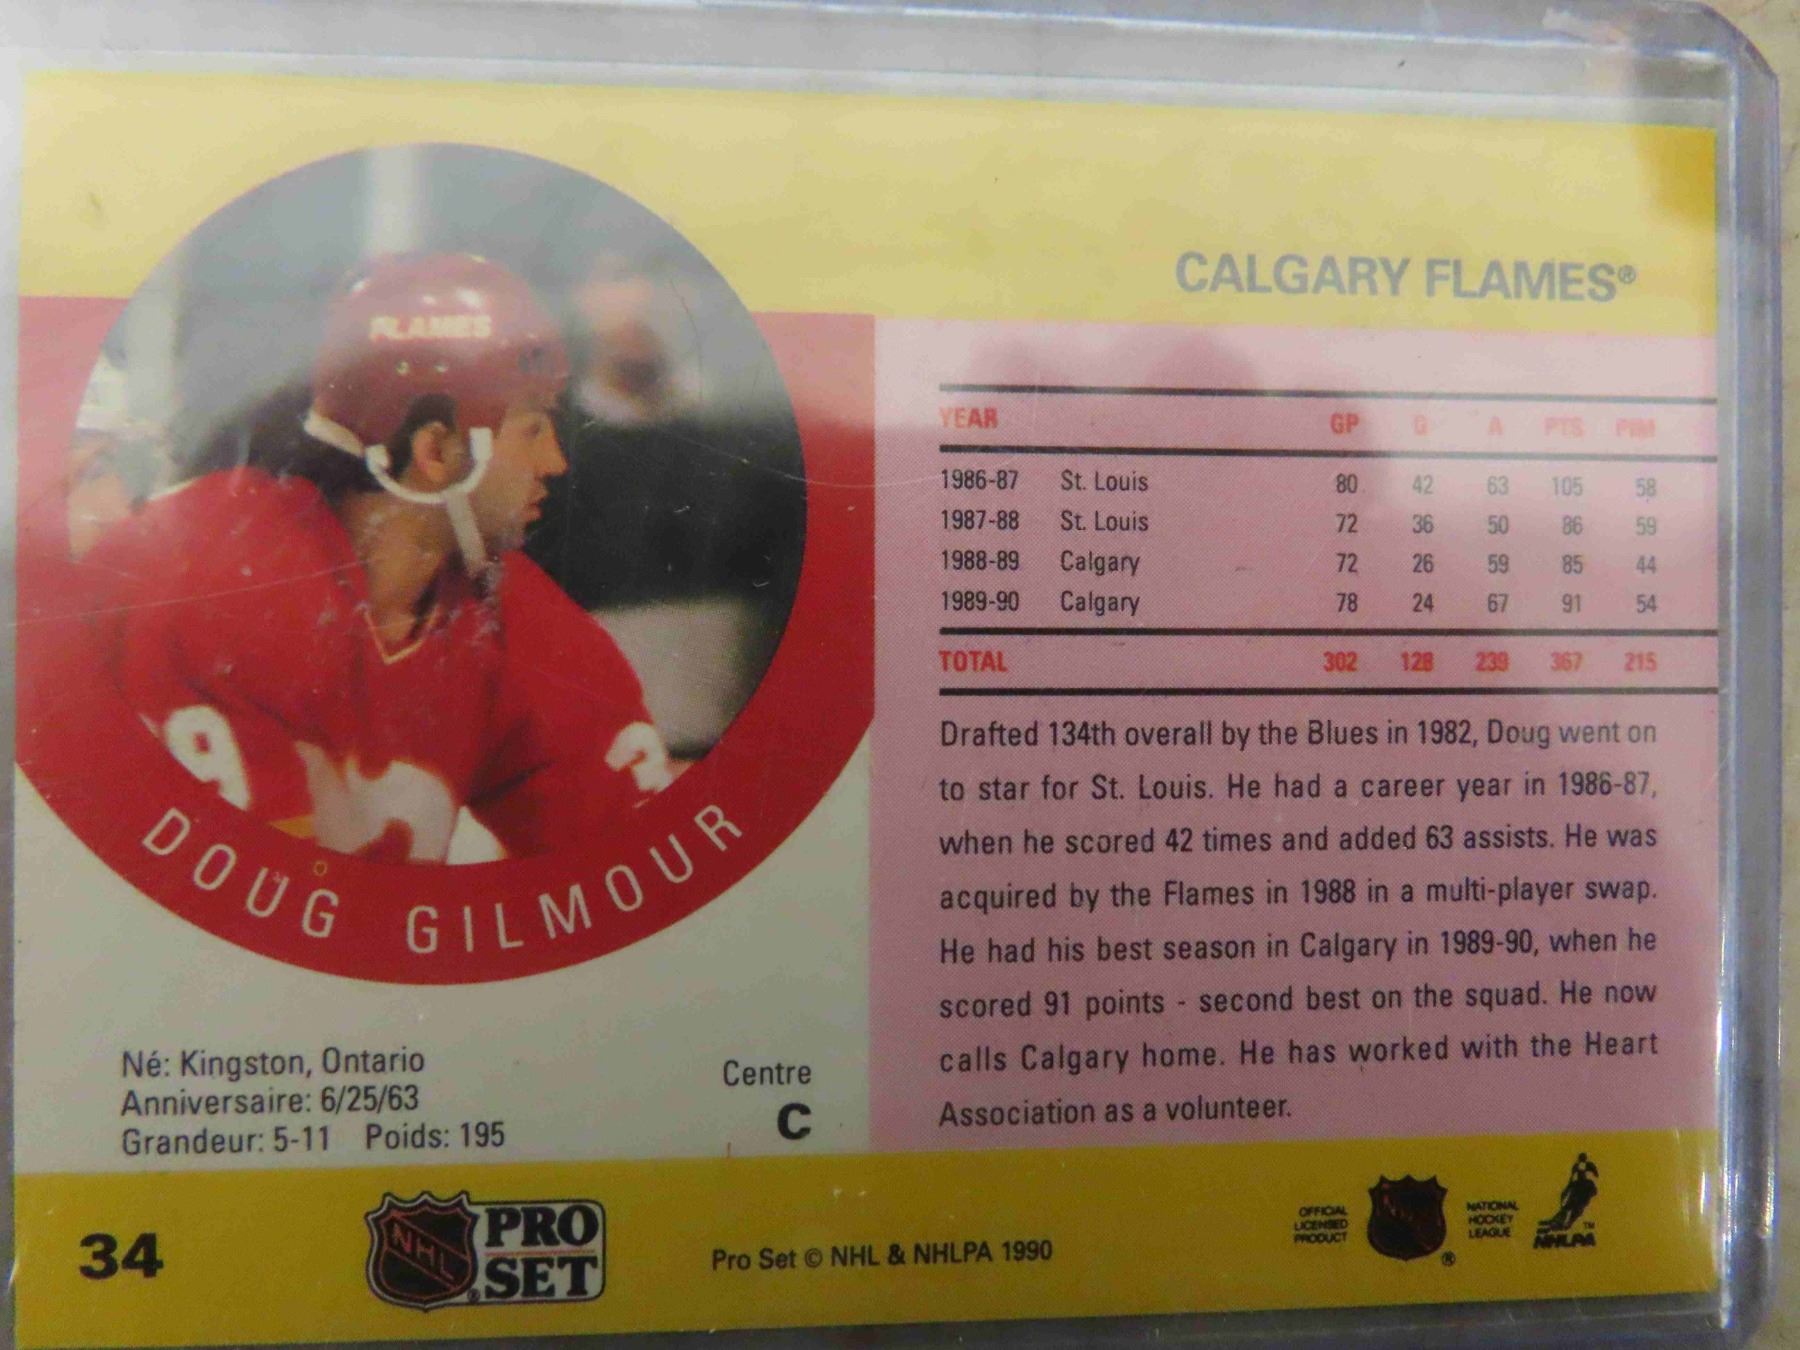 FLAMES
9
3
DOUG GILMOUR
Né: Kingston, Ontario
Anniversaire: 6/25/63
Grandeur: 5-11 Poids: 195
Centre
C
CALGARY FLAMES®
YEAR GP G A PTS PIM
1986-87 St. Louis 80 42 63 105 58
1987-88 St. Louis 72 36 50 86 59
1988-89 Calgary 72 26 59 85 44
1989-90 Calgary 78 24 67 91 54
TOTAL 302 128 239 367 215
Drafted 134th overall by the Blues in 1982, Doug went on
to star for St. Louis. He had a career year in 1986-87,
when he scored 42 times and added 63 assists. He was
acquired by the Flames in 1988 in a multi-player swap.
He had his best season in Calgary in 1989-90, when he
scored 91 points - second best on the squad. He now
calls Calgary home. He has worked with the Heart
Association as a volunteer.
34
NHL
PRO
SET
®
Pro Set © NHL & NHLPA 1990
OFFICIAL
LICENSED
PRODUCT
NHL
®
NATIONAL
HOCKEY
LEAGUE
™
NHLPA